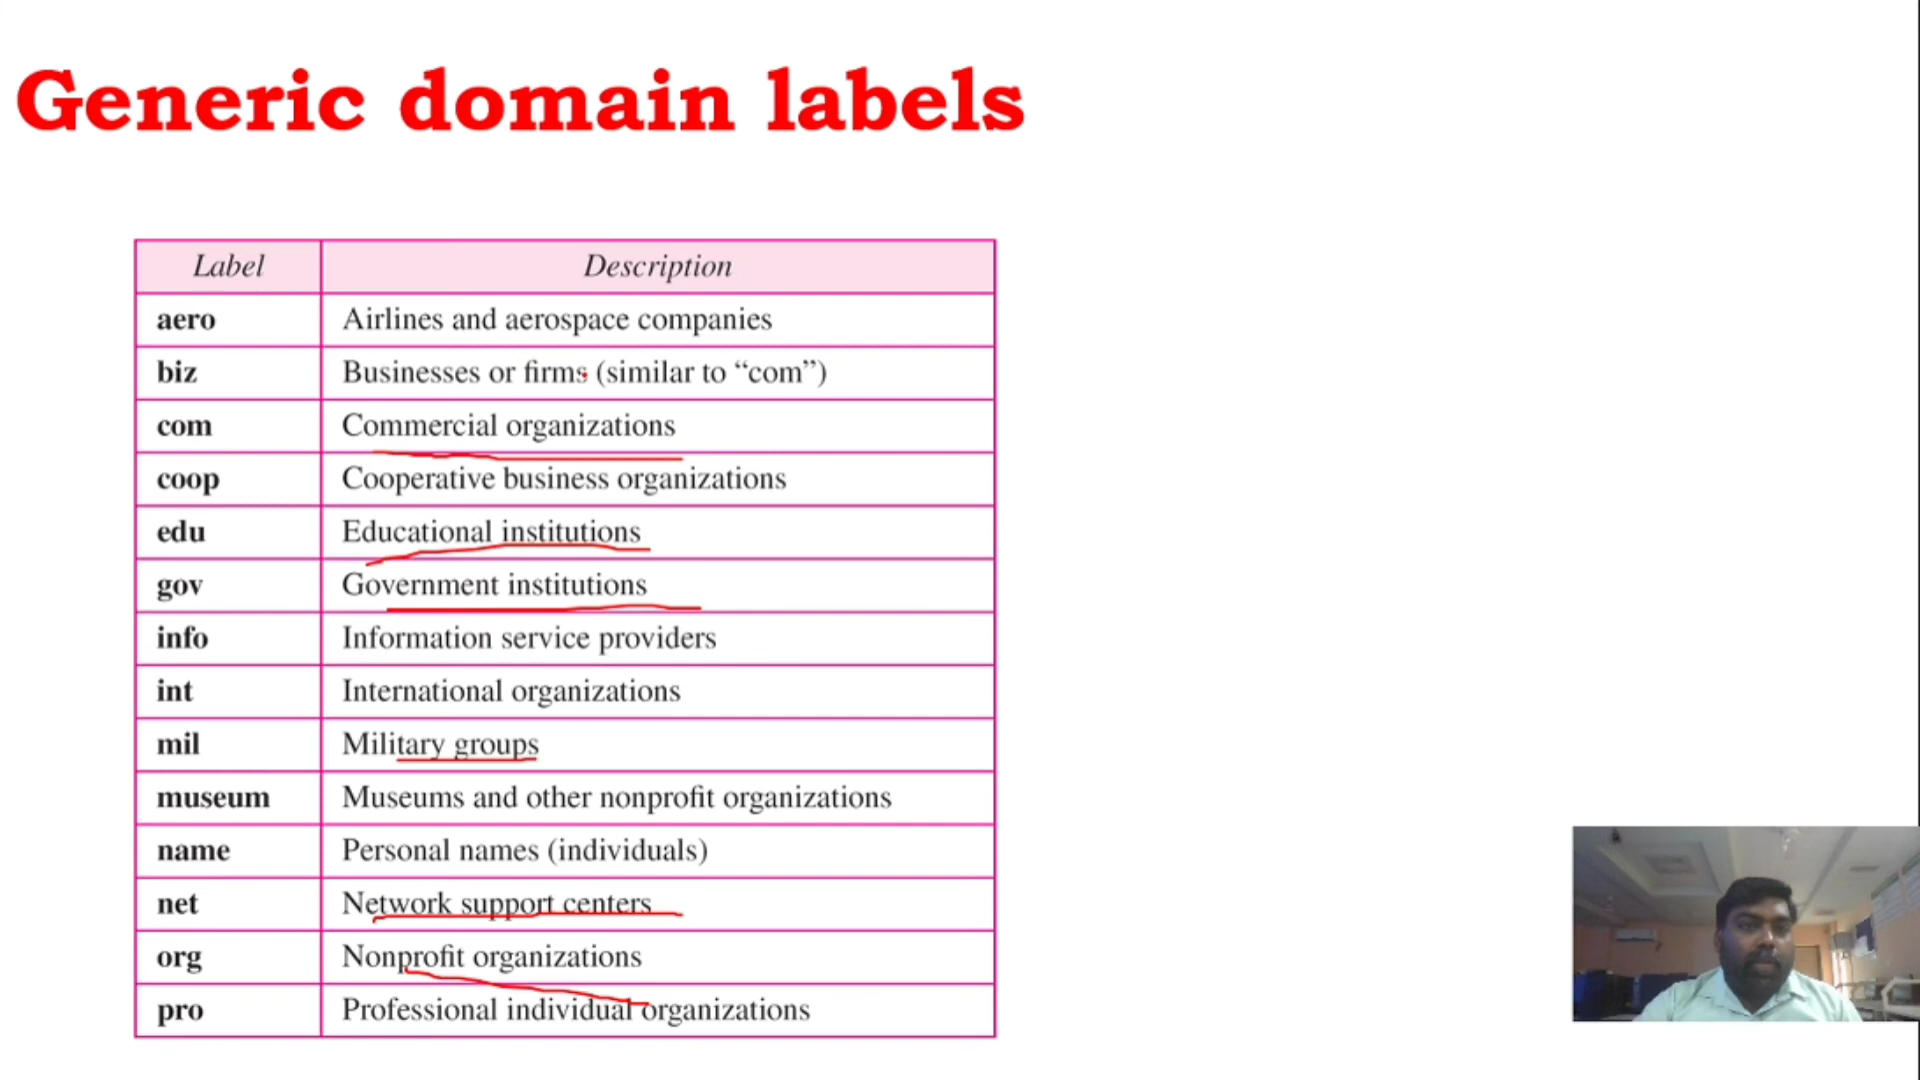 Generic domain labels
Label Description
aero Airlines and aerospace companies
biz Businesses or firms (similar to “com”)
com Commercial organizations
coop Cooperative business organizations
edu Educational institutions
gov Government institutions
info Information service providers
int International organizations
mil Military groups
museum Museums and other nonprofit organizations
name Personal names (individuals)
net Network support centers
org Nonprofit organizations
pro Professional individual organizations